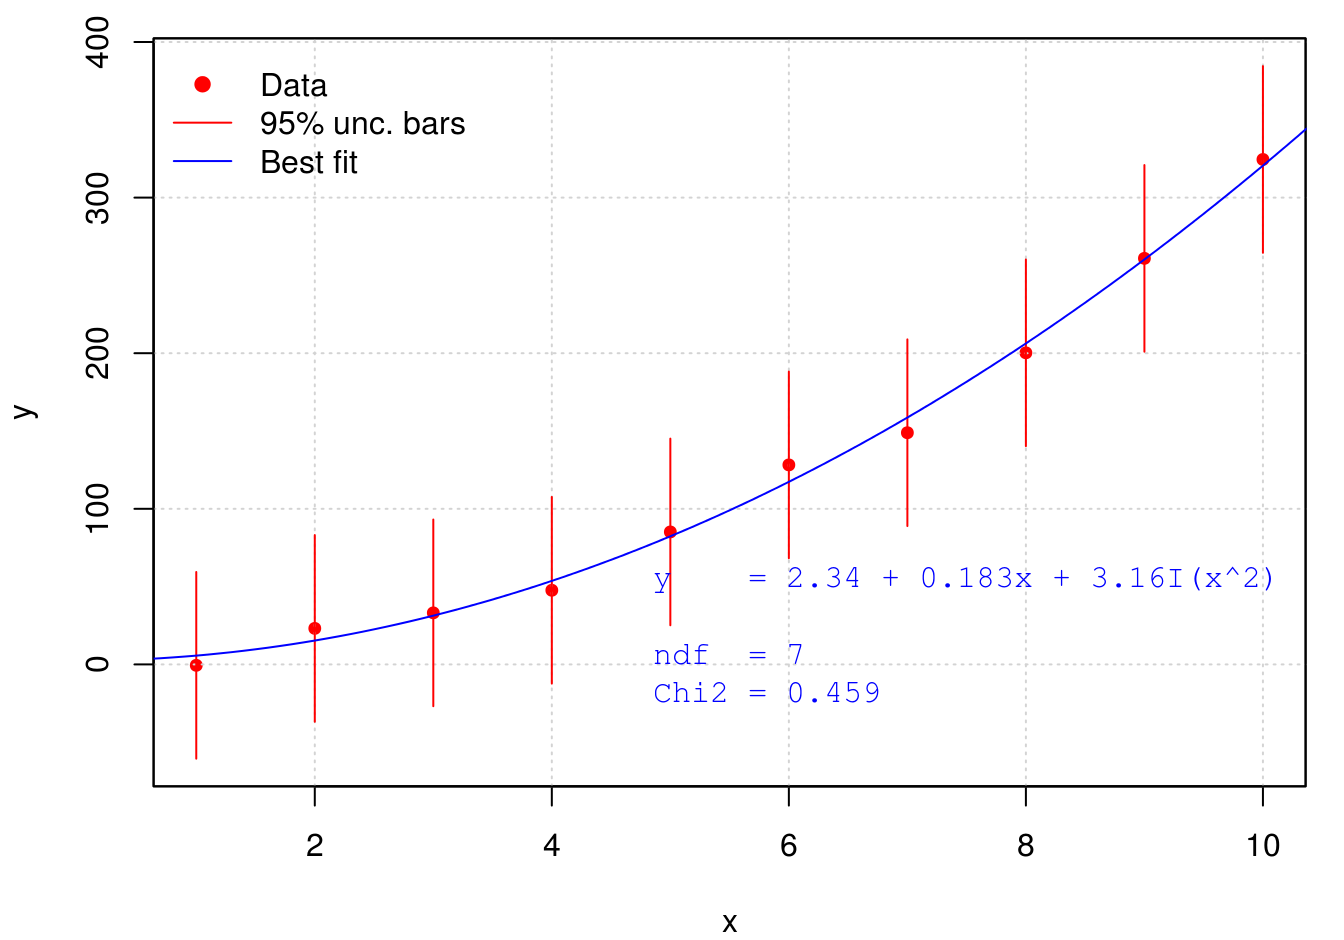 400
300
200
100
0
y
Data
95% unc. bars
Best fit
y    = 2.34 + 0.183x + 3.16I(x^2)
ndf  = 7
Chi2 = 0.459
2 4 6 8 10
x